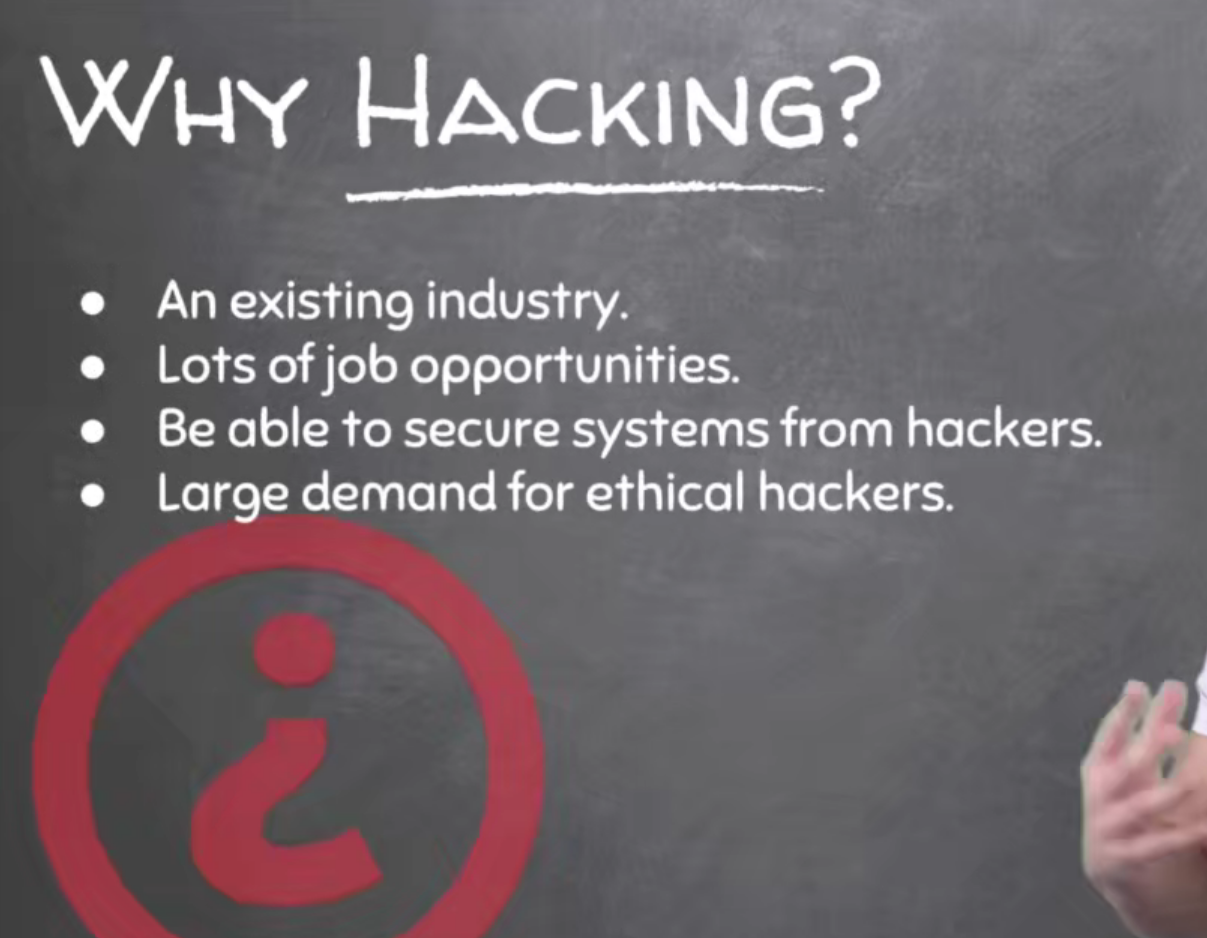 Why Hacking?
An existing industry.
Lots of job opportunities.
Be able to secure systems from hackers.
Large demand for ethical hackers.
¿